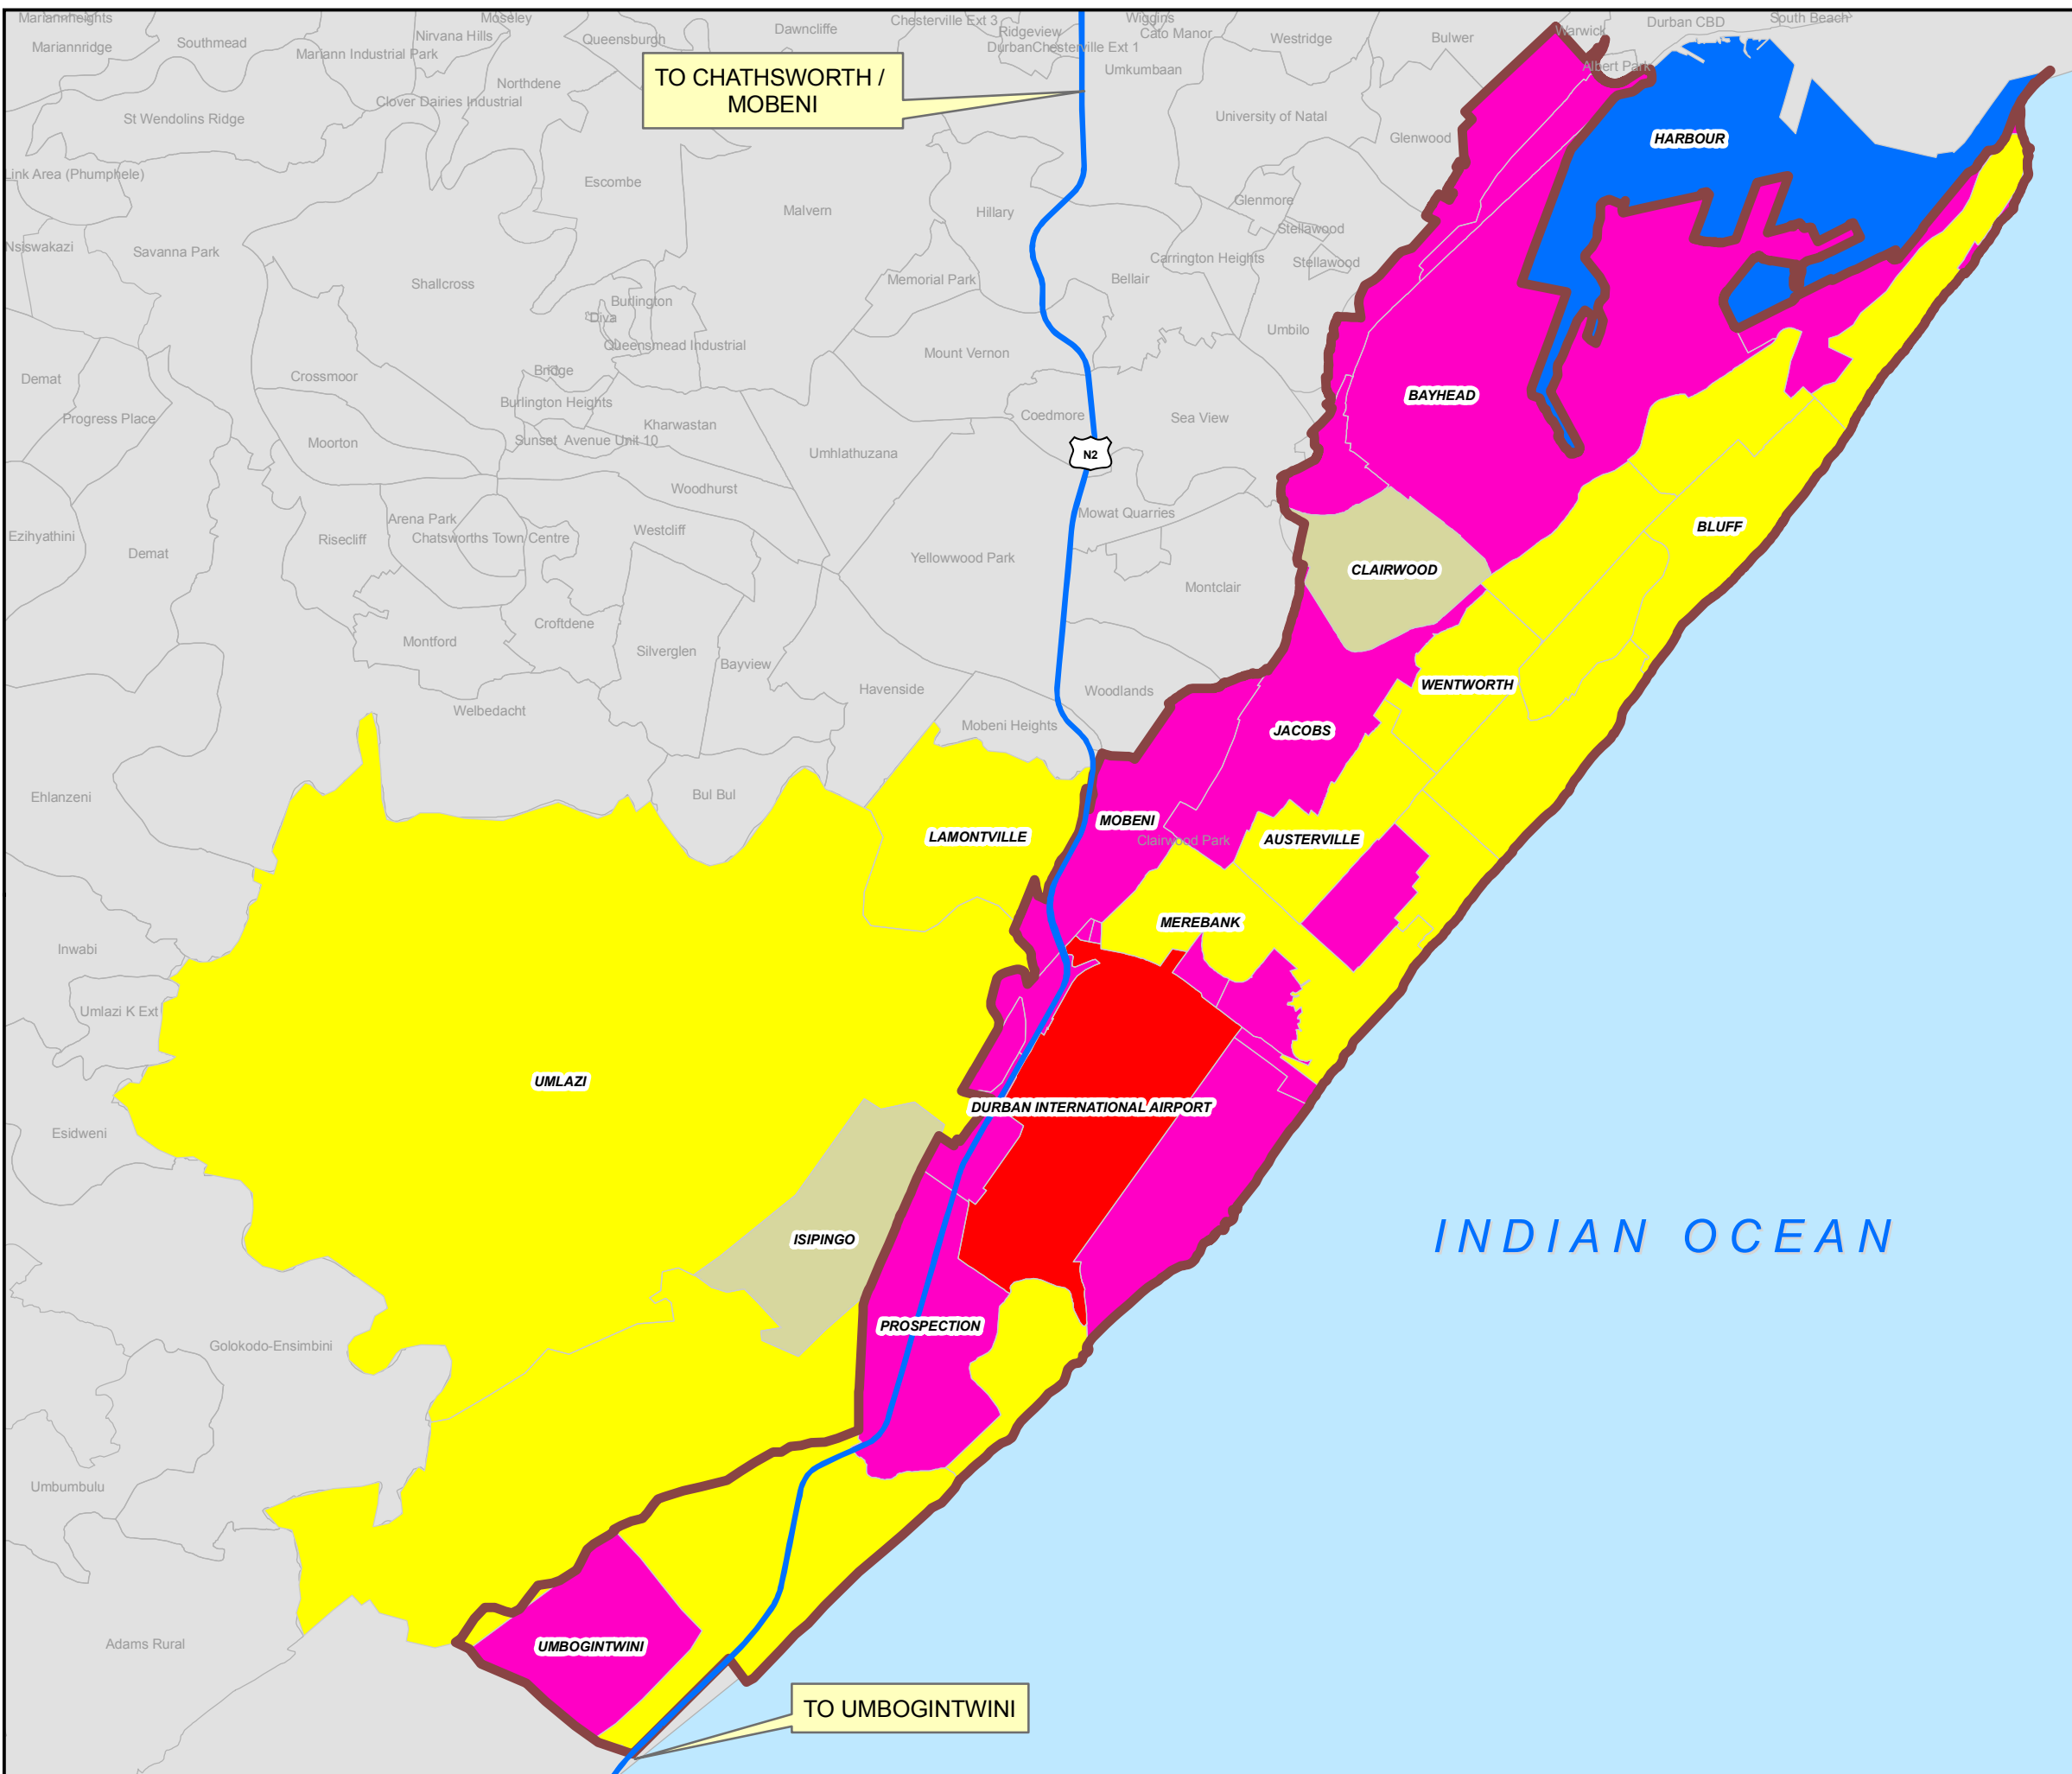 Mariannheights
Moseley
Chesterville Ext 3
Wiggins
Durban CBD
South Beach
Mariannridge
Southmead
Nirvana Hills
Queensburgh
Dawncliffe
Ridgeview
Cato Manor
Westridge
Bulwer
Warwick
Mariann Industrial Park
DurbanChesterville Ext 1
Umkumbaan
Albert Park
TO CHATHSWORTH /
MOBENI
Northdene
Clover Dairies Industrial
St Wendolins Ridge
University of Natal
Glenwood
HARBOUR
Link Area (Phumphele)
Escombe
Malvern
Hillary
Glenmore
Stellawood
Nsiswakazi
Savanna Park
Carrington Heights
Stellawood
Shallcross
Memorial Park
Bellair
Burlington
Diva
Umbilo
Queensmead Industrial
Mount Vernon
Demat
Crossmoor
Bridge
BAYHEAD
Progress Place
Burlington Heights
Coedmore
Sea View
Moorton
Sunset Avenue Unit 10
Kharwastan
Umhlathuzana
N2
Woodhurst
Arena Park
Mowat Quarries
BLUFF
Ezihyathini
Demat
Risecliff
Chatsworths Town Centre
Westcliff
Yellowwood Park
CLAIRWOOD
Montclair
Croftdene
Montford
Silverglen
Bayview
Havenside
Woodlands
WENTWORTH
Welbedacht
Mobeni Heights
JACOBS
Ehlanzeni
Bul Bul
LAMONTVILLE
MOBENI
Clairwood Park
AUSTERVILLE
Inwabi
MEREBANK
Umlazi K Ext
UMLAZI
DURBAN INTERNATIONAL AIRPORT
Esidweni
ISIPINGO
INDIAN OCEAN
Golokodo-Ensimbini
PROSPECTION
Umbumbulu
Adams Rural
UMBOGINTWINI
TO UMBOGINTWINI